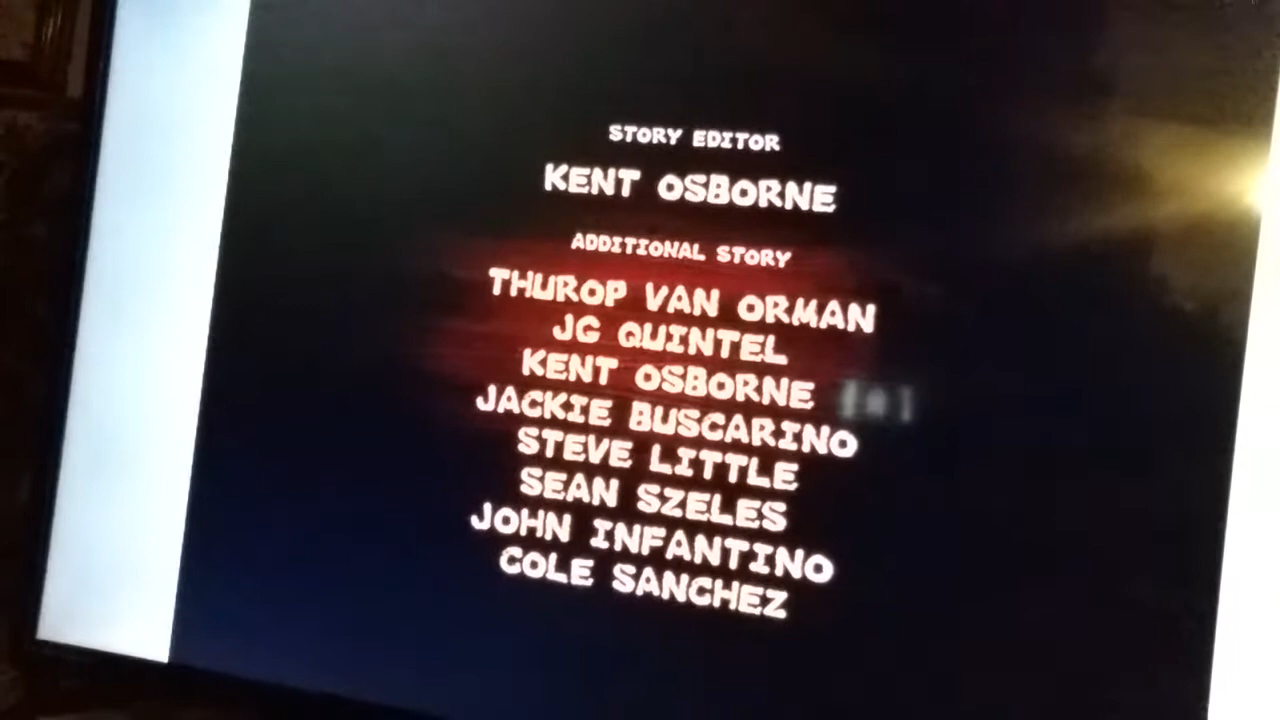 STORY EDITOR
KENT OSBORNE
ADDITIONAL STORY
THUROP VAN ORMAN
JG QUINTEL
KENT OSBORNE
JACKIE BUSCARINO
STEVE LITTLE
SEAN SZELES
JOHN INFANTINO
COLE SANCHEZ